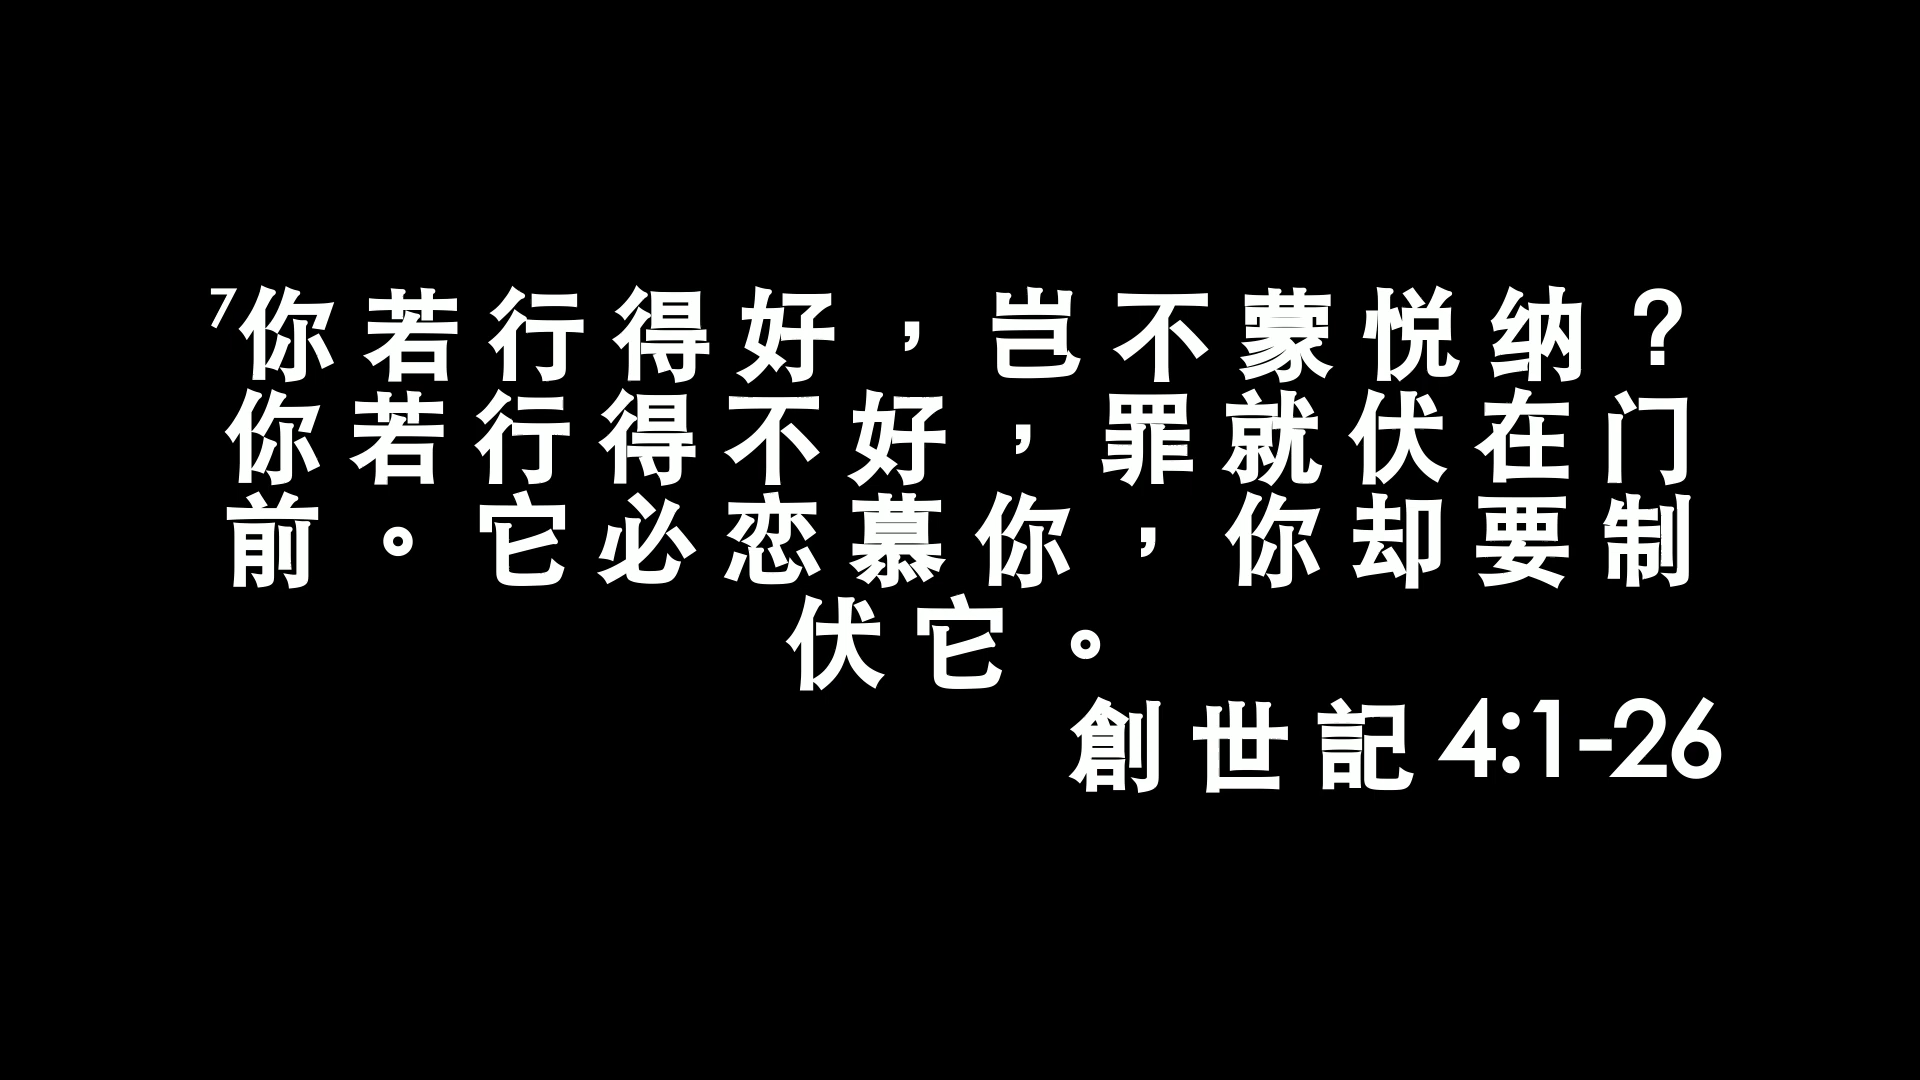 7你若行得好，岂不蒙悦纳？
你若行得不好，罪就伏在门
前。它必恋慕你，你却要制
伏它。
創世記4:1-26